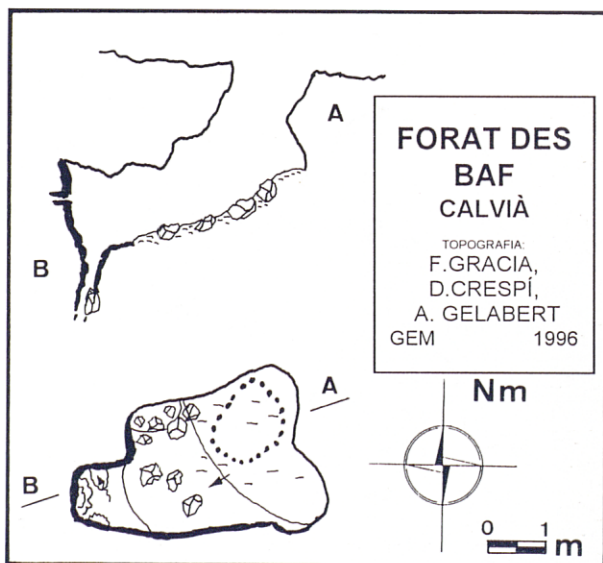 A
B
FORAT DES
BAF
CALVIÀ
TOPOGRAFIA:
F.GRACIA,
D.CRESPÍ,
A. GELABERT
GEM 1996
A
B
Nm
0 1
m